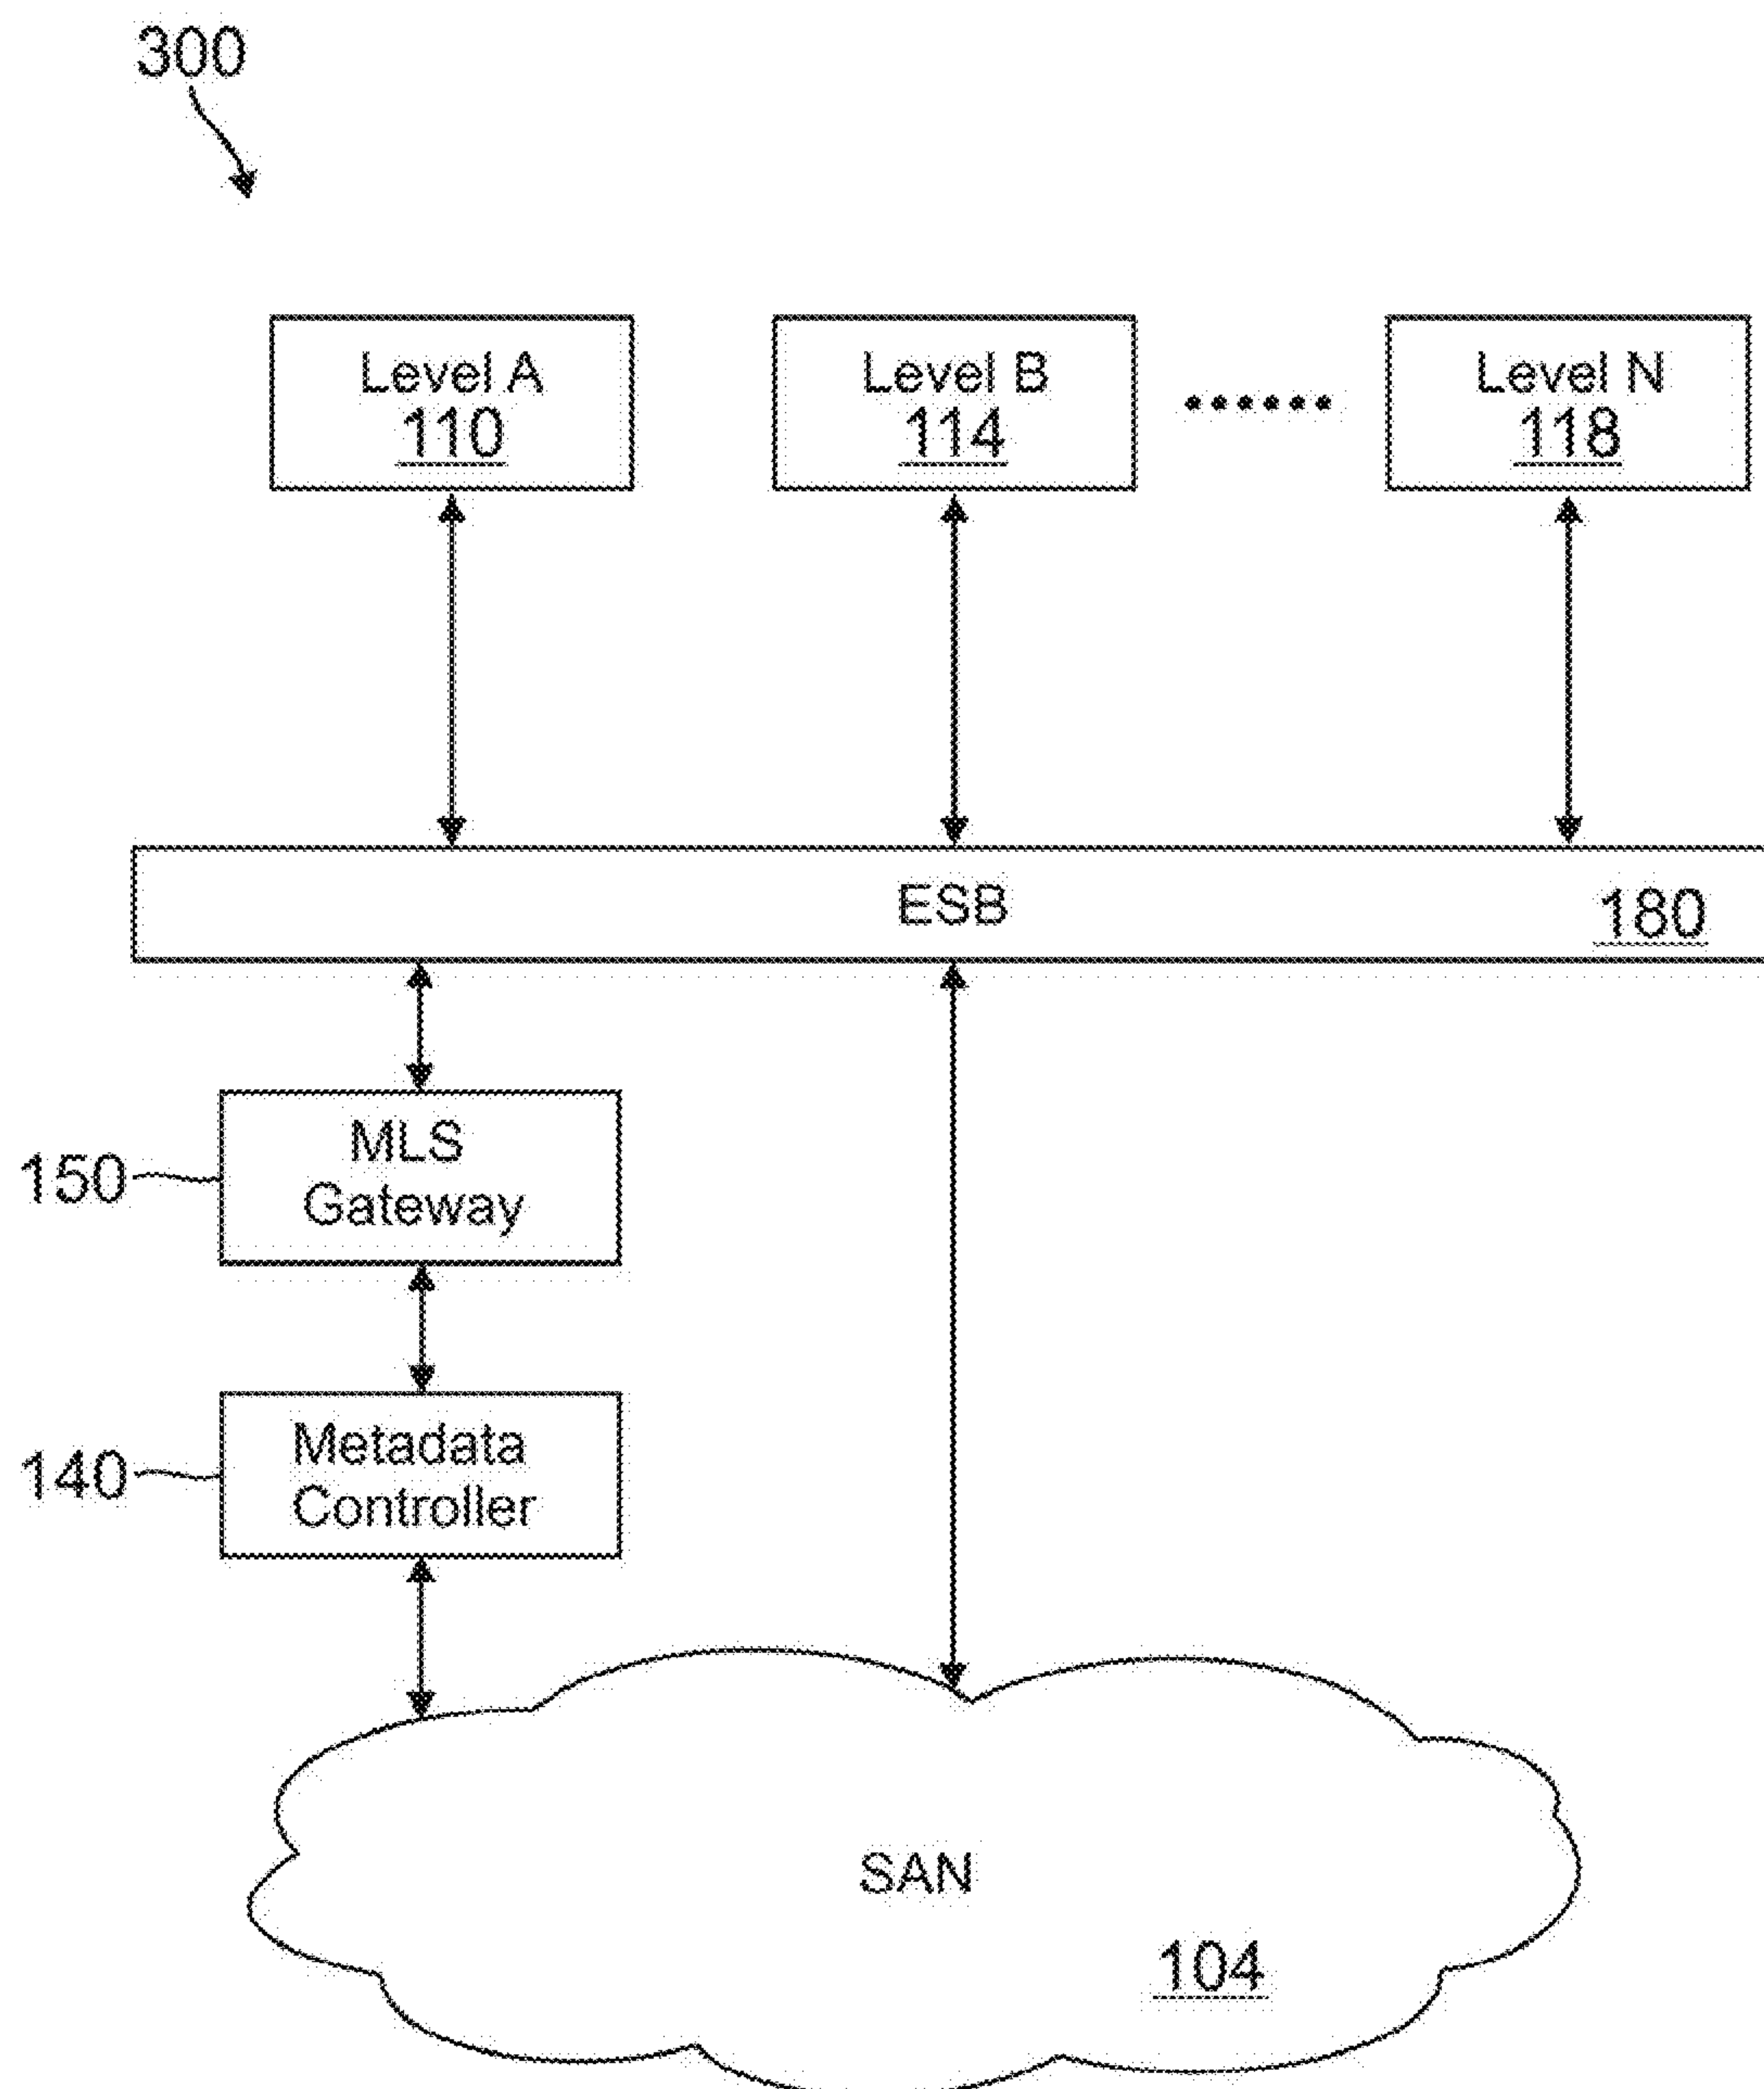 300
Level A
110
Level B
114
Level N
118
ESB
180
MLS
Gateway
150
Metadata
Controller
140
SAN
104